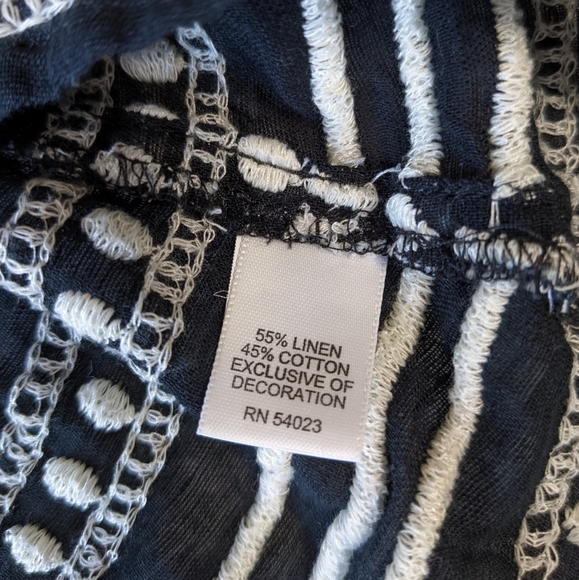 55% LINEN
45% COTTON
EXCLUSIVE OF
DECORATION
RN 54023